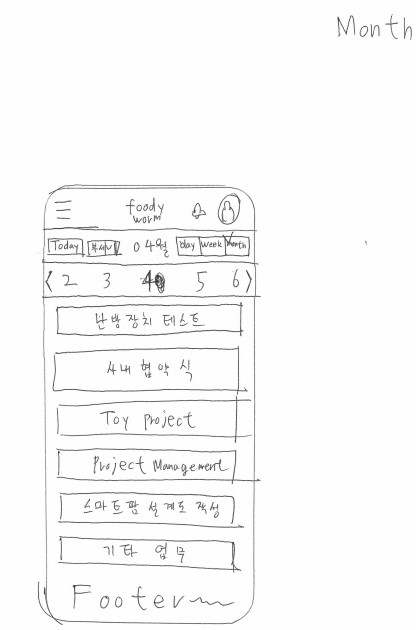 Month
foody
worm
Today 부서 04월 day week Month
< 2 3 4 5 6 >
난방장치 테스트
사내 협약식
Toy Project
Project Management
스마트팜 설계도 작성
기타 업무
Footer